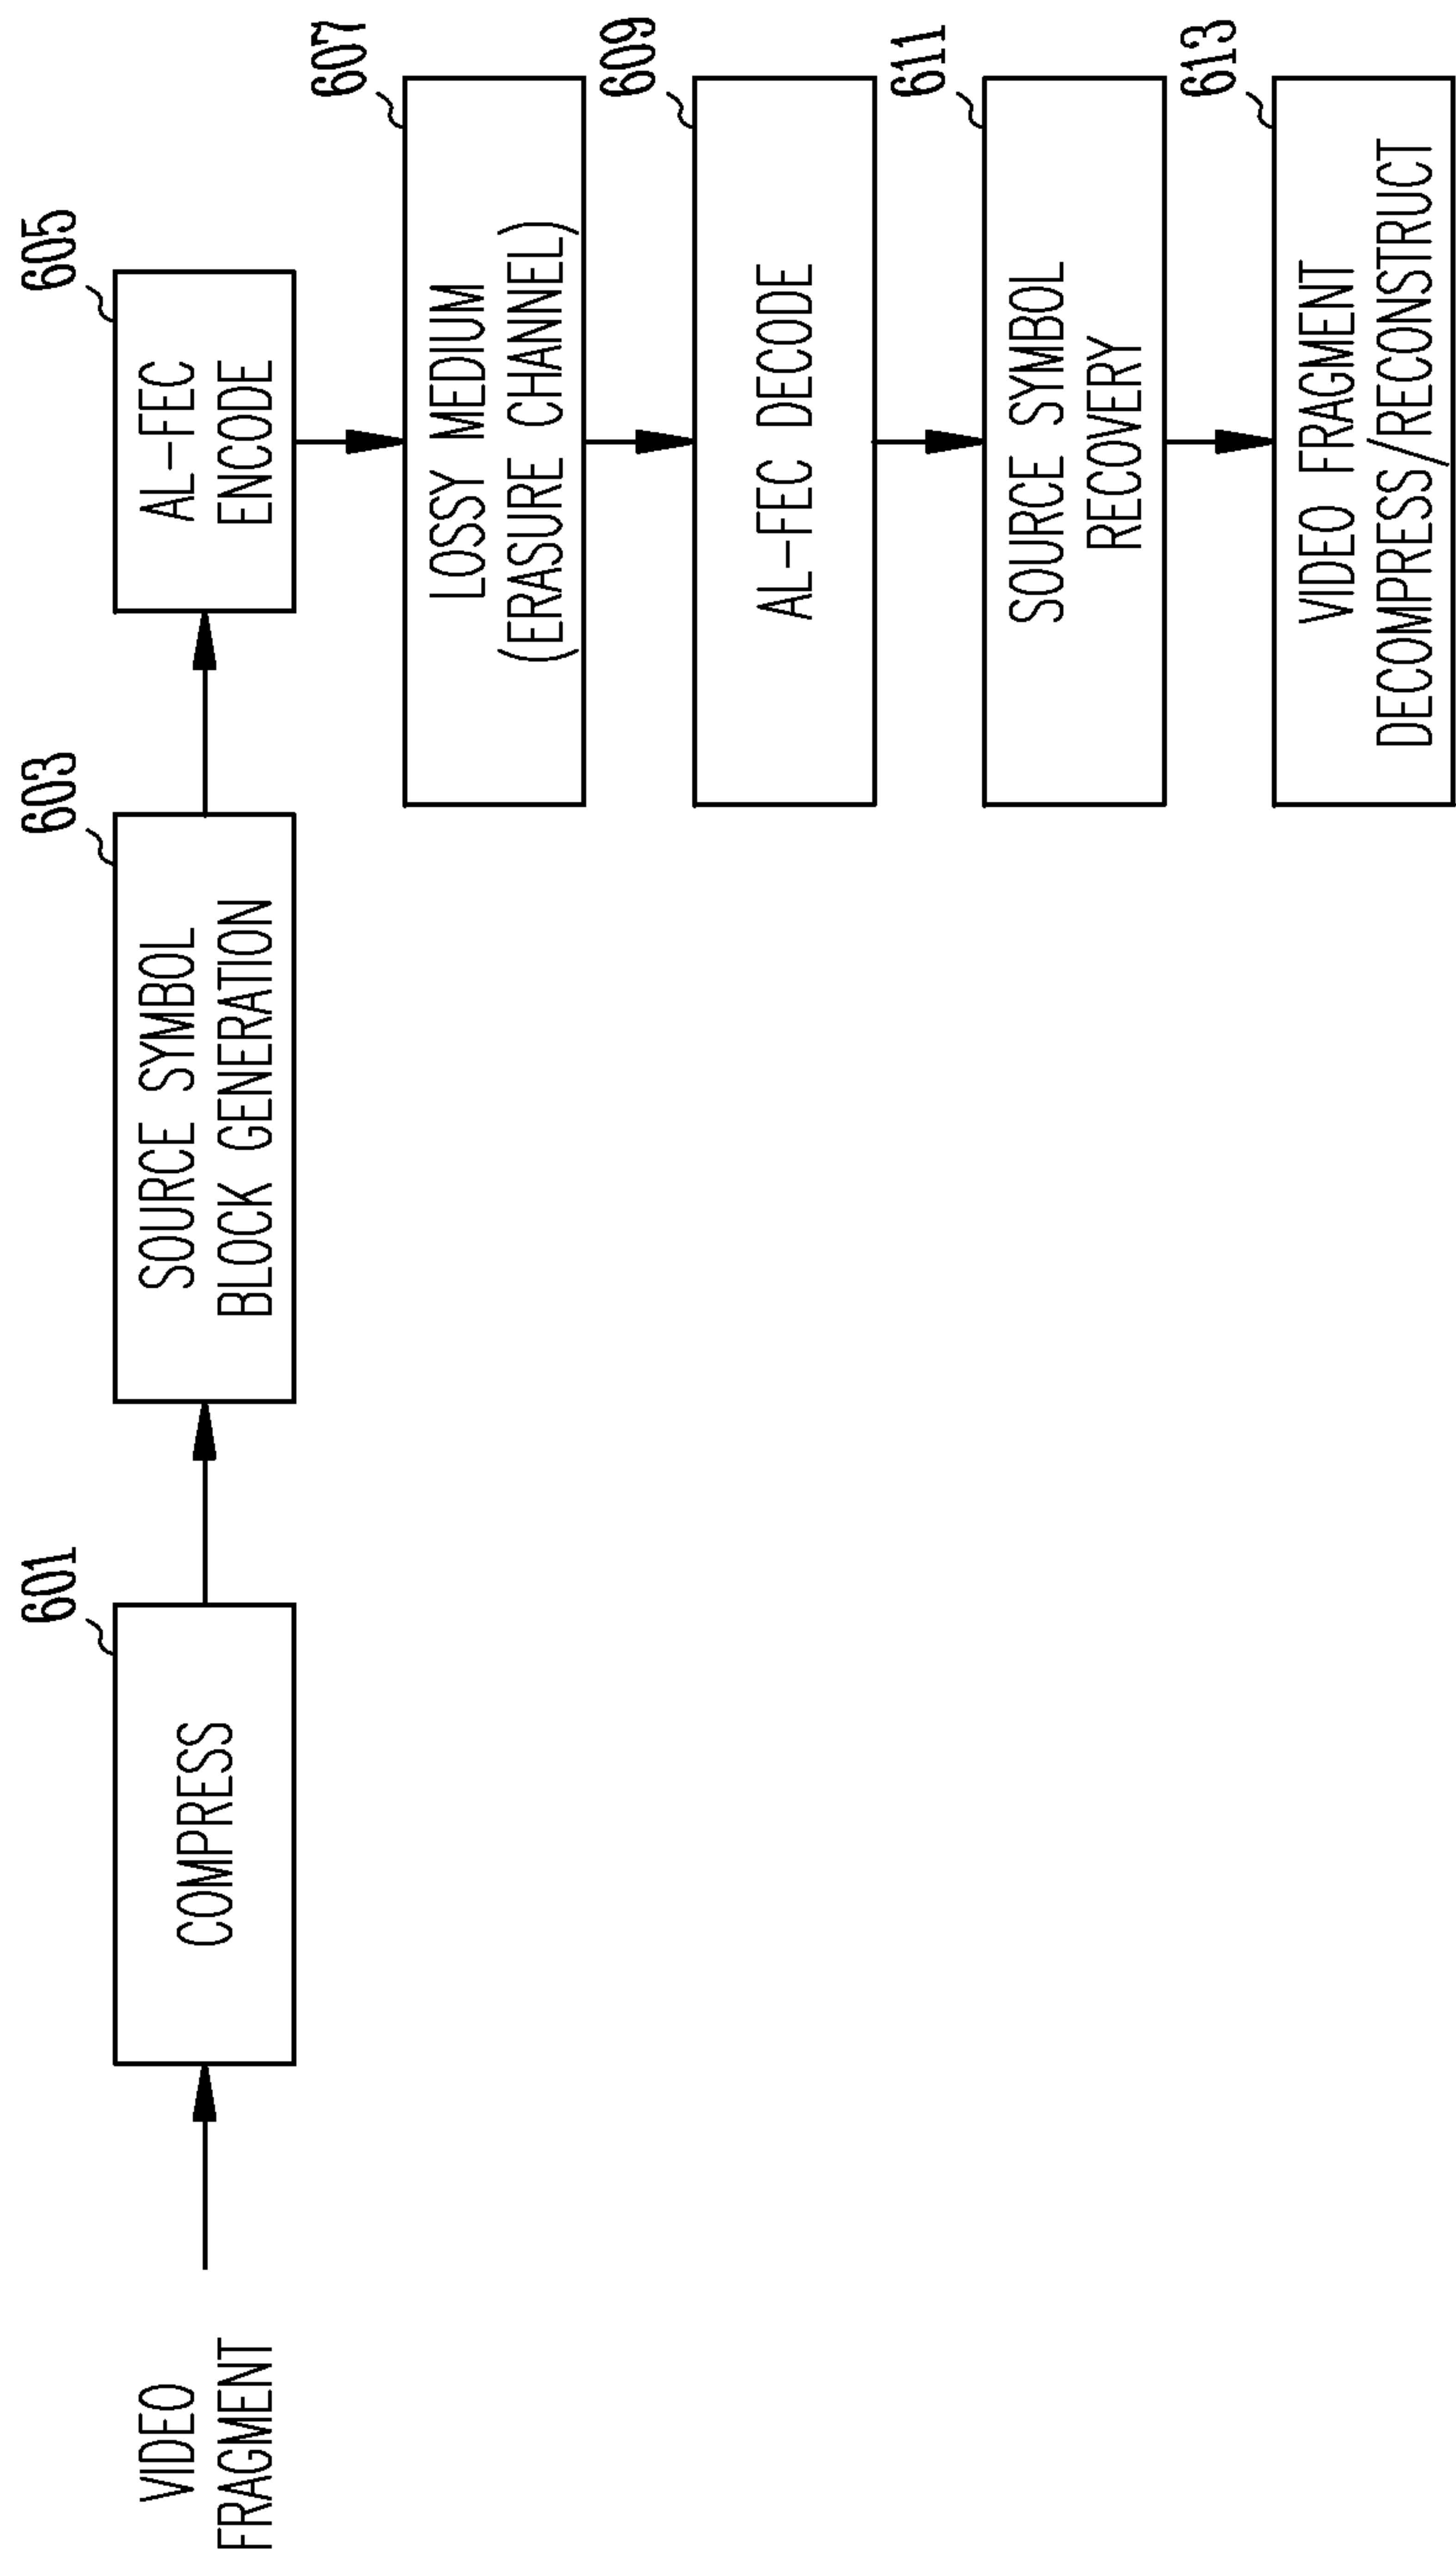 VIDEO
FRAGMENT
601
COMPRESS
603
SOURCE SYMBOL
BLOCK GENERATION
605
AL-FEC
ENCODE
607
LOSSY MEDIUM
(ERASURE CHANNEL)
609
AL-FEC DECODE
611
SOURCE SYMBOL
RECOVERY
613
VIDEO FRAGMENT
DECOMPRESS/RECONSTRUCT